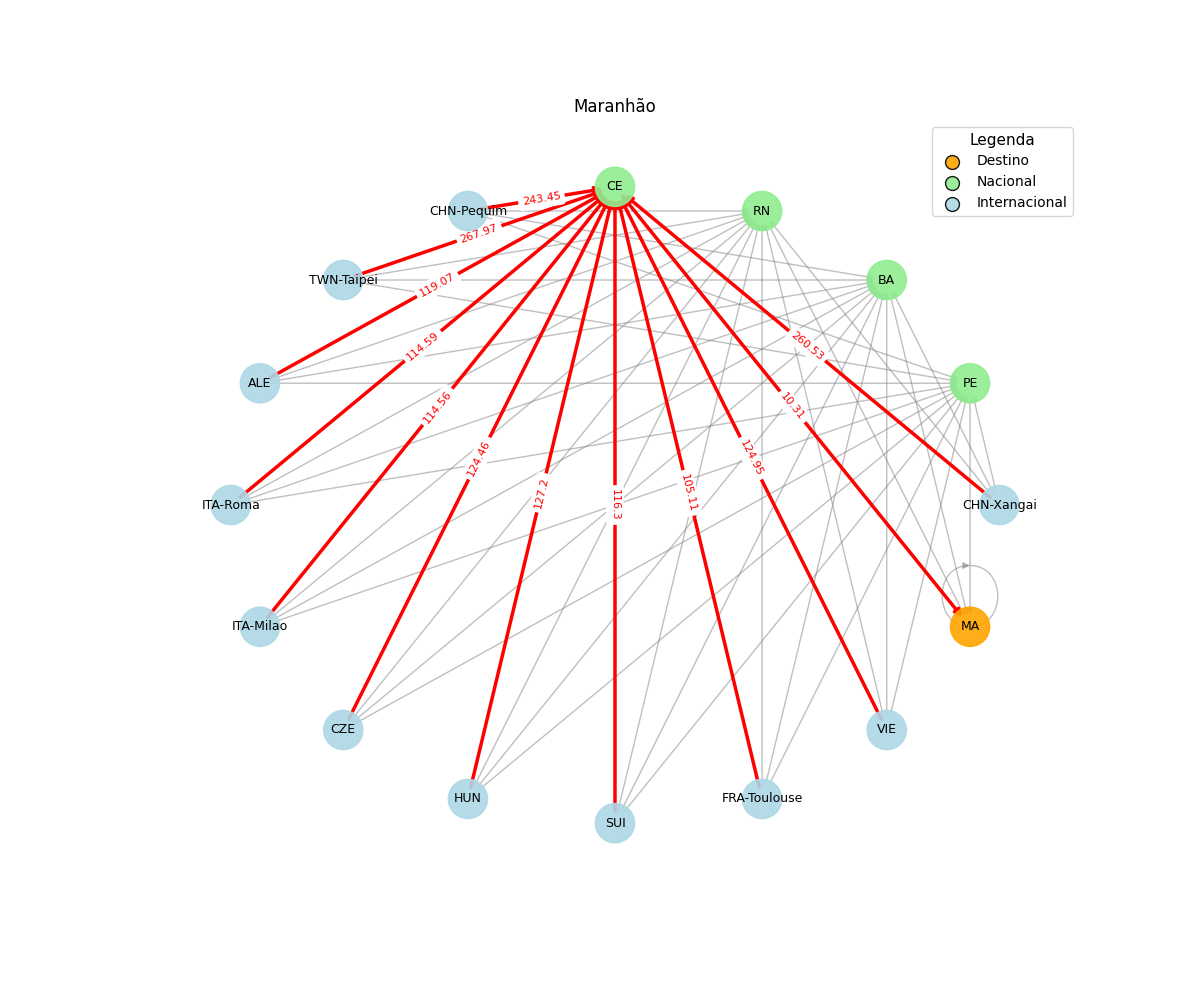 Maranhão
Legenda
Destino
Nacional
Internacional
CE
CHN-Pequim
243.45
RN
267.97
TWN-Taipei
119.07
BA
114.59
260.53
ALE
PE
114.56
10.31
124.46
124.95
127.2
105.11
116.3
ITA-Roma
CHN-Xangai
ITA-Milao
MA
CZE
VIE
HUN
FRA-Toulouse
SUI